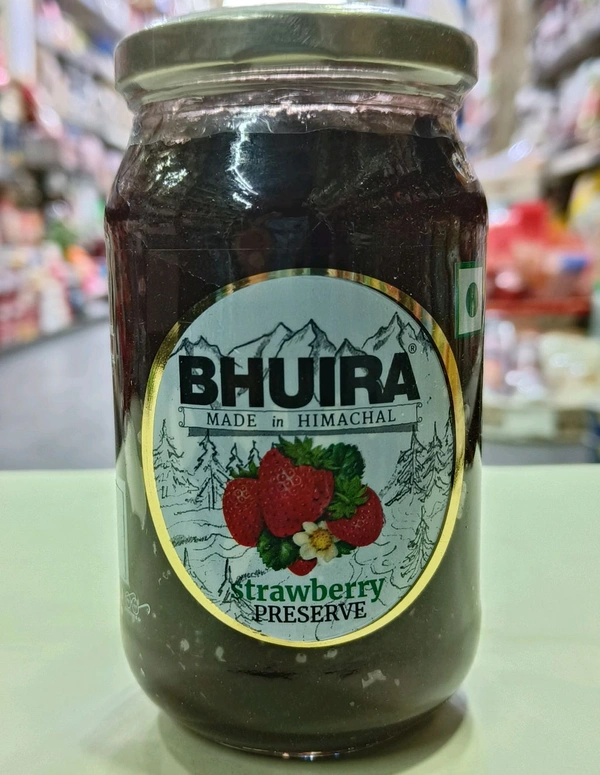 BHUIRA®
MADE in HIMACHAL
strawberry
PRESERVE